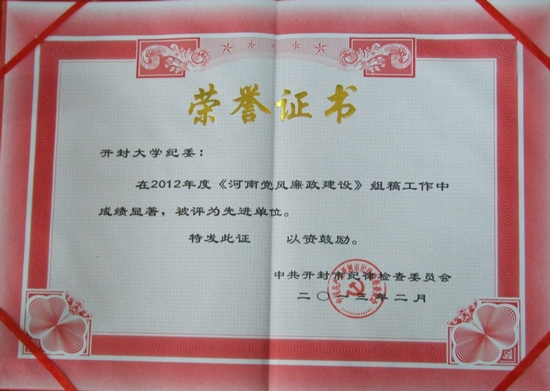 荣誉证书
开封大学纪委：
在2012年度《河南党风廉政建设》组稿工作中
成绩显著，被评为先进单位。
特发此证 以资鼓励。
中共开封市纪律检查委员会
二〇一三年二月